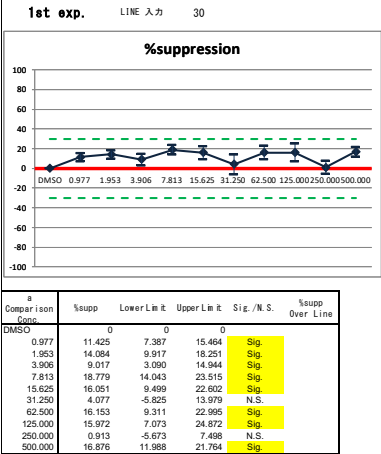 1st exp. LINE 入力 30
%suppression
100
80
60
40
20
0
DMSO 0.977 1.953 3.906 7.813 15.625 31.250 62.500 125.000 250.000 500.000
-20
-40
-60
-80
-100
a
Comparison %supp LowerLimit UpperLimit Sig./N.S. %supp
Conc. Over Line
DMSO 0 0 0
0.977 11.425 7.387 15.464 Sig.
1.953 14.084 9.917 18.251 Sig.
3.906 9.017 3.090 14.944 Sig.
7.813 18.779 14.043 23.515 Sig.
15.625 16.051 9.499 22.602 Sig.
31.250 4.077 -5.825 13.979 N.S.
62.500 16.153 9.311 22.995 Sig.
125.000 15.972 7.073 24.872 Sig.
250.000 0.913 -5.673 7.498 N.S.
500.000 16.876 11.988 21.764 Sig.